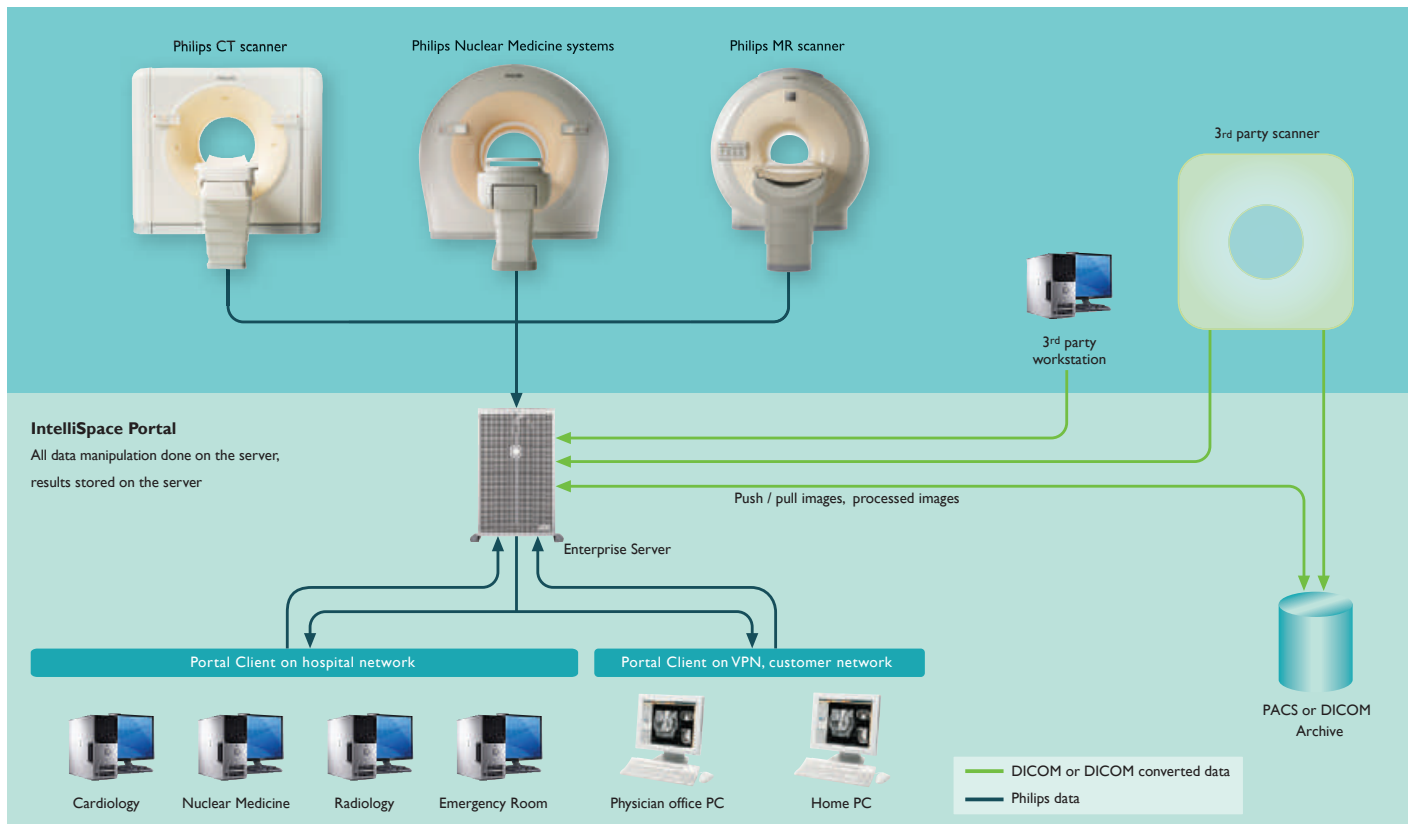 Philips CT scanner
Philips Nuclear Medicine systems
Philips MR scanner
3rd party scanner
3rd party
workstation
IntelliSpace Portal
All data manipulation done on the server,
results stored on the server
Push / pull images, processed images
Enterprise Server
Portal Client on hospital network
Portal Client on VPN, customer network
PACS or DICOM
Archive
Cardiology
Nuclear Medicine
Radiology
Emergency Room
Physician office PC
Home PC
DICOM or DICOM converted data
Philips data